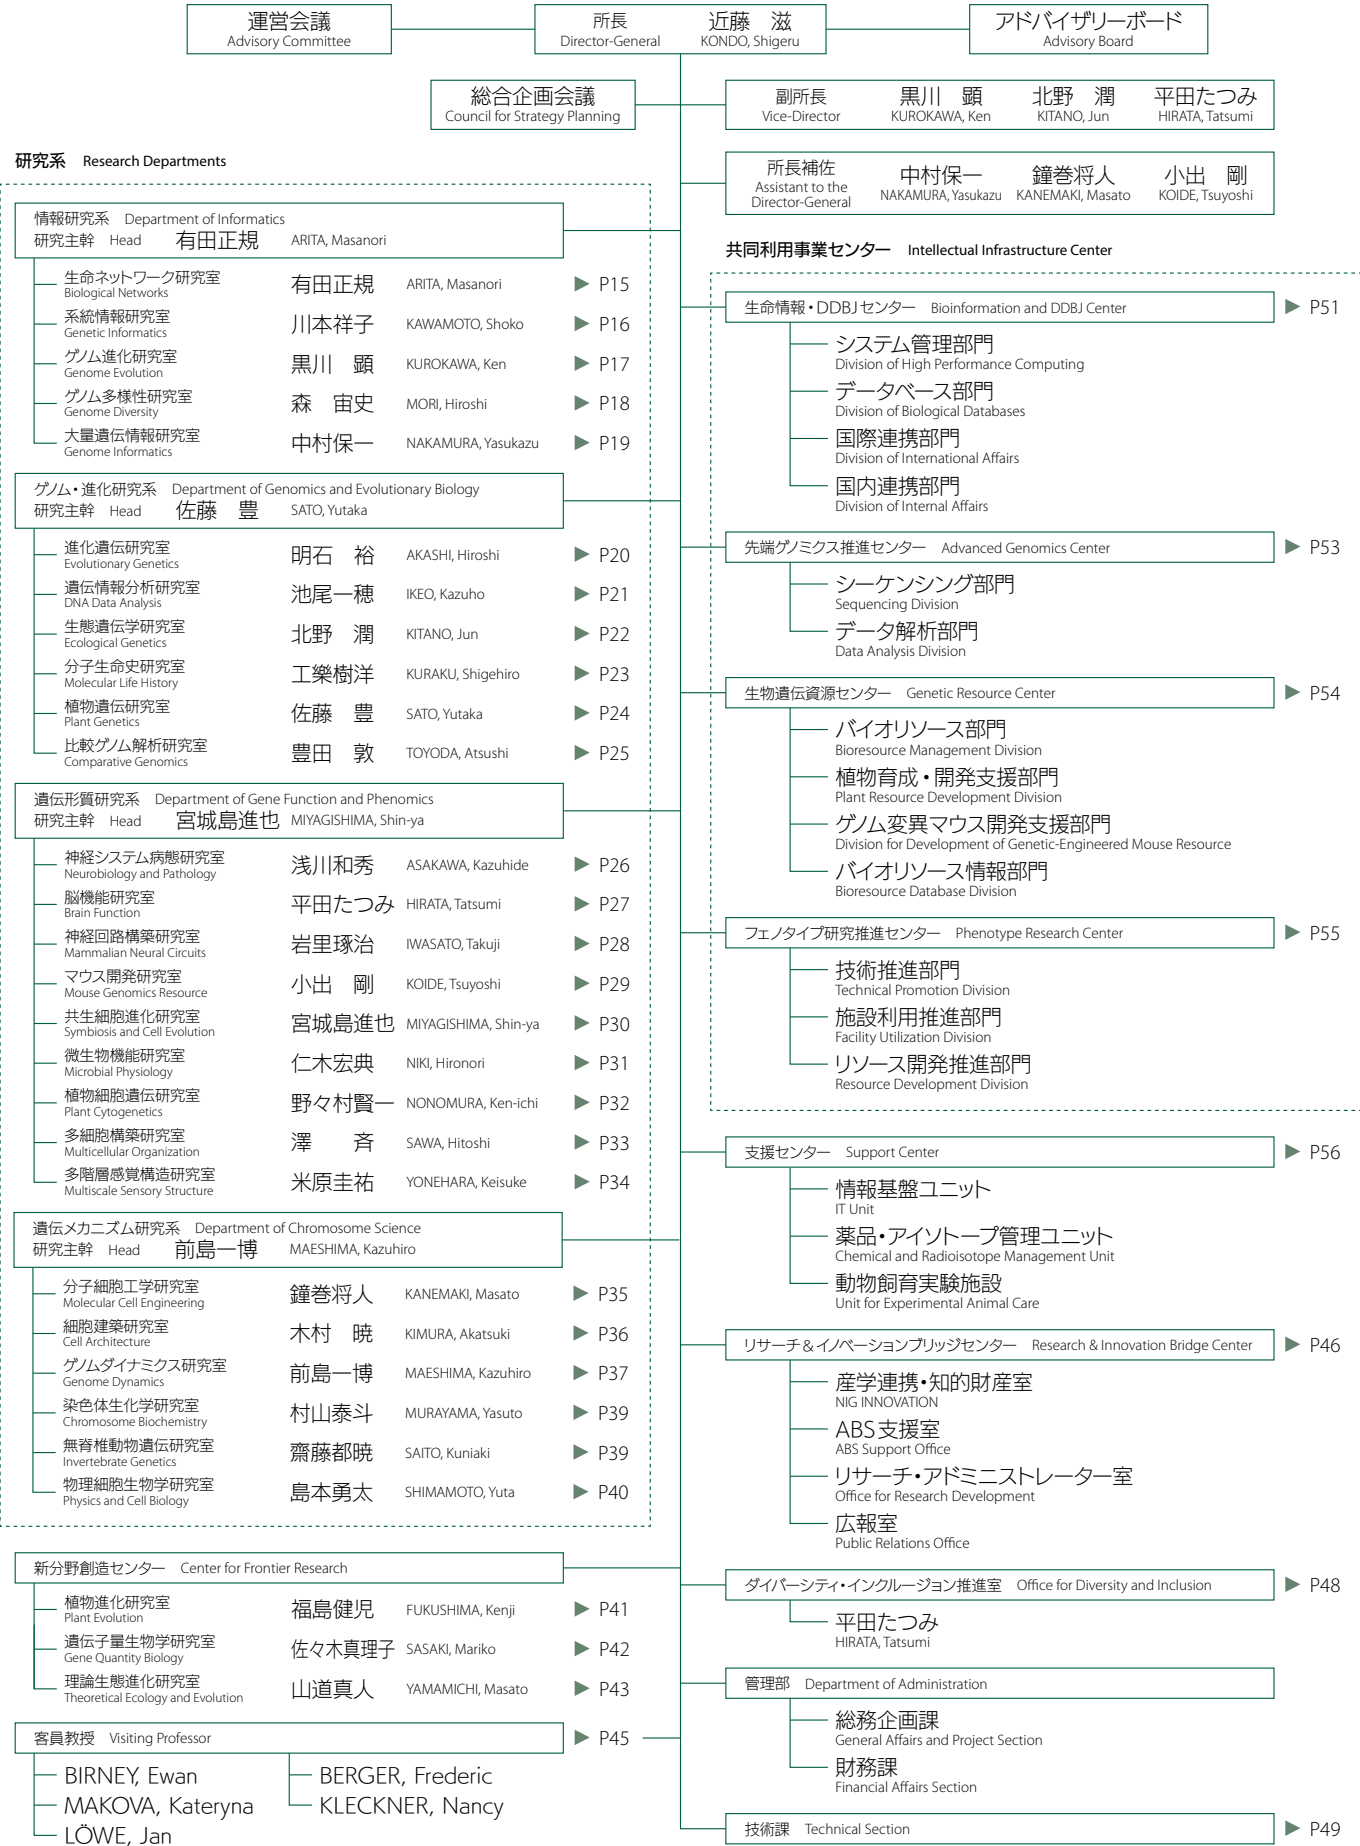 運営会議
Advisory Committee
所長 近藤 滋
Director-General KONDO, Shigeru
アドバイザリーボード
Advisory Board
総合企画会議
Council for Strategy Planning
副所長 黒川 顕 北野 潤 平田たつみ
Vice-Director KUROKAWA, Ken KITANO, Jun HIRATA, Tatsumi
所長補佐 中村保一 鐘巻将人 小出 剛
Assistant to the
Director-General NAKAMURA, Yasukazu KANEMAKI, Masato KOIDE, Tsuyoshi
研究系 Research Departments
情報研究系 Department of Informatics
研究主幹 Head 有田正規 ARITA, Masanori
生命ネットワーク研究室 有田正規 ARITA, Masanori ▶ P15
Biological Networks
系統情報研究室 川本祥子 KAWAMOTO, Shoko ▶ P16
Genetic Informatics
ゲノム進化研究室 黒川 顕 KUROKAWA, Ken ▶ P17
Genome Evolution
ゲノム多様性研究室 森 宙史 MORI, Hiroshi ▶ P18
Genome Diversity
大量遺伝情報研究室 中村保一 NAKAMURA, Yasukazu ▶ P19
Genome Informatics
ゲノム・進化研究系 Department of Genomics and Evolutionary Biology
研究主幹 Head 佐藤 豊 SATO, Yutaka
進化遺伝研究室 明石 裕 AKASHI, Hiroshi ▶ P20
Evolutionary Genetics
遺伝情報分析研究室 池尾一穂 IKEO, Kazuho ▶ P21
DNA Data Analysis
生態遺伝学研究室 北野 潤 KITANO, Jun ▶ P22
Ecological Genetics
分子生命史研究室 工樂樹洋 KURAKU, Shigehiro ▶ P23
Molecular Life History
植物遺伝研究室 佐藤 豊 SATO, Yutaka ▶ P24
Plant Genetics
比較ゲノム解析研究室 豊田 敦 TOYODA, Atsushi ▶ P25
Comparative Genomics
遺伝形質研究系 Department of Gene Function and Phenomics
研究主幹 Head 宮城島進也 MIYAGISHIMA, Shin-ya
神経システム病態研究室 浅川和秀 ASAKAWA, Kazuhide ▶ P26
Neurobiology and Pathology
脳機能研究室 平田たつみ HIRATA, Tatsumi ▶ P27
Brain Function
神経回路構築研究室 岩里琢治 IWASATO, Takuji ▶ P28
Mammalian Neural Circuits
マウス開発研究室 小出 剛 KOIDE, Tsuyoshi ▶ P29
Mouse Genomics Resource
共生細胞進化研究室 宮城島進也 MIYAGISHIMA, Shin-ya ▶ P30
Symbiosis and Cell Evolution
微生物機能研究室 仁木宏典 NIKI, Hironori ▶ P31
Microbial Physiology
植物細胞遺伝研究室 野々村賢一 NONOMURA, Ken-ichi ▶ P32
Plant Cytogenetics
多細胞構築研究室 澤 斉 SAWA, Hitoshi ▶ P33
Multicellular Organization
多階層感覚構造研究室 米原圭祐 YONEHARA, Keisuke ▶ P34
Multiscale Sensory Structure
遺伝メカニズム研究系 Department of Chromosome Science
研究主幹 Head 前島一博 MAESHIMA, Kazuhiro
分子細胞工学研究室 鐘巻将人 KANEMAKI, Masato ▶ P35
Molecular Cell Engineering
細胞建築研究室 木村 暁 KIMURA, Akatsuki ▶ P36
Cell Architecture
ゲノムダイナミクス研究室 前島一博 MAESHIMA, Kazuhiro ▶ P37
Genome Dynamics
染色体生化学研究室 村山泰斗 MURAYAMA, Yasuto ▶ P39
Chromosome Biochemistry
無脊椎動物遺伝研究室 齋藤都暁 SAITO, Kuniaki ▶ P39
Invertebrate Genetics
物理細胞生物学研究室 島本勇太 SHIMAMOTO, Yuta ▶ P40
Physics and Cell Biology
新分野創造センター Center for Frontier Research
植物進化研究室 福島健児 FUKUSHIMA, Kenji ▶ P41
Plant Evolution
遺伝子量生物学研究室 佐々木真理子 SASAKI, Mariko ▶ P42
Gene Quantity Biology
理論生態進化研究室 山道真人 YAMAMICHI, Masato ▶ P43
Theoretical Ecology and Evolution
客員教授 Visiting Professor ▶ P45
BIRNEY, Ewan BERGER, Frederic
MAKOVA, Kateryna KLECKNER, Nancy
LÖWE, Jan
共同利用事業センター Intellectual Infrastructure Center
生命情報・DDBJセンター Bioinformation and DDBJ Center ▶ P51
システム管理部門
Division of High Performance Computing
データベース部門
Division of Biological Databases
国際連携部門
Division of International Affairs
国内連携部門
Division of Internal Affairs
先端ゲノミクス推進センター Advanced Genomics Center ▶ P53
シーケンシング部門
Sequencing Division
データ解析部門
Data Analysis Division
生物遺伝資源センター Genetic Resource Center ▶ P54
バイオリソース部門
Bioresource Management Division
植物育成・開発支援部門
Plant Resource Development Division
ゲノム変異マウス開発支援部門
Division for Development of Genetic-Engineered Mouse Resource
バイオリソース情報部門
Bioresource Database Division
フェノタイプ研究推進センター Phenotype Research Center ▶ P55
技術推進部門
Technical Promotion Division
施設利用推進部門
Facility Utilization Division
リソース開発推進部門
Resource Development Division
支援センター Support Center ▶ P56
情報基盤ユニット
IT Unit
薬品・アイソトープ管理ユニット
Chemical and Radioisotope Management Unit
動物飼育実験施設
Unit for Experimental Animal Care
リサーチ＆イノベーションブリッジセンター Research & Innovation Bridge Center ▶ P46
産学連携・知的財産室
NIG INNOVATION
ABS支援室
ABS Support Office
リサーチ・アドミニストレーター室
Office for Research Development
広報室
Public Relations Office
ダイバーシティ・インクルージョン推進室 Office for Diversity and Inclusion ▶ P48
平田たつみ
HIRATA, Tatsumi
管理部 Department of Administration
総務企画課
General Affairs and Project Section
財務課
Financial Affairs Section
技術課 Technical Section ▶ P49